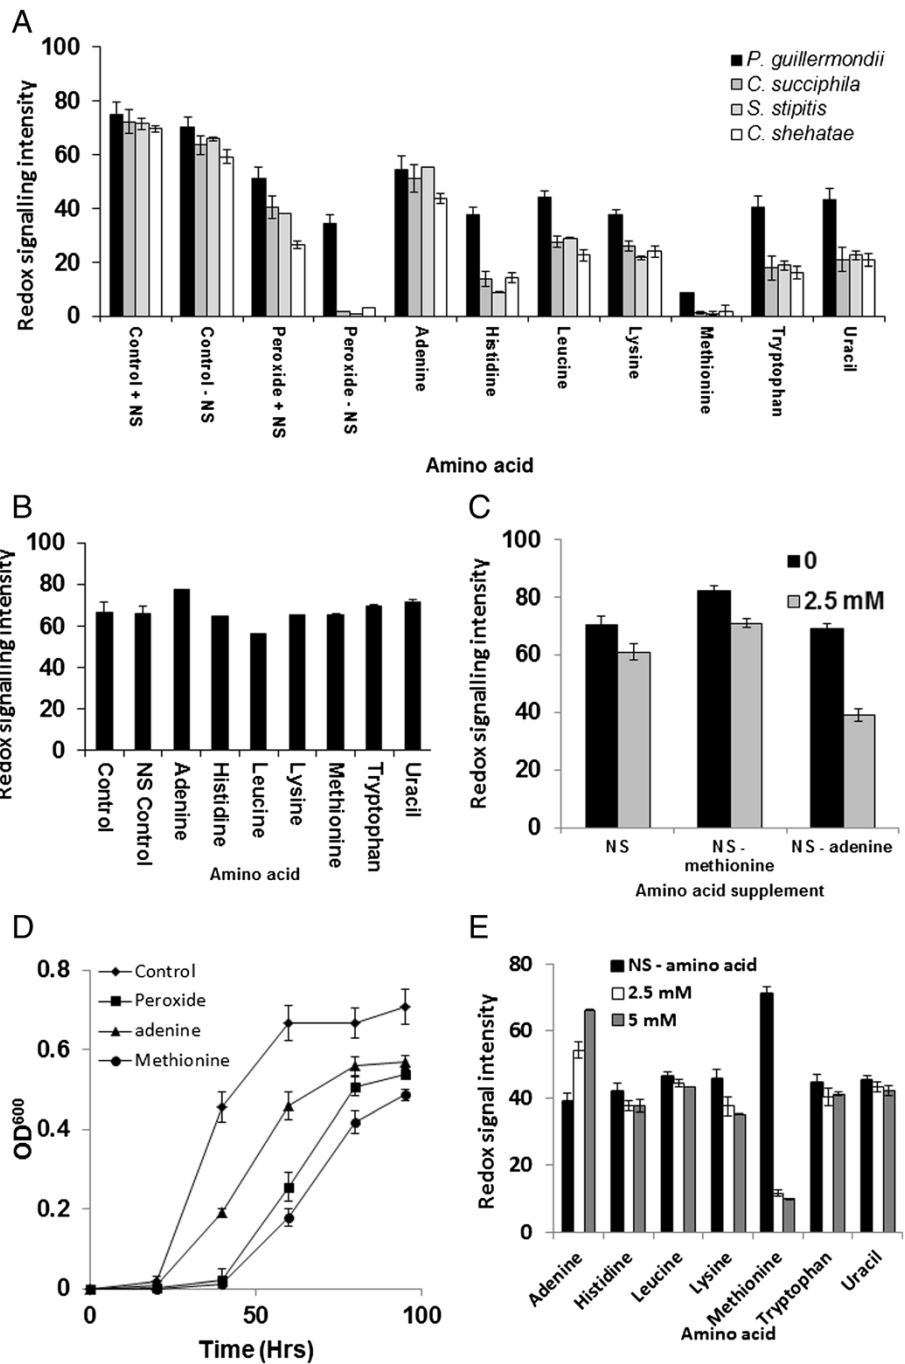 A
Redox signalling intensity
100
80
60
40
20
0
P. guillermondii
C. succiphila
S. stipitis
C. shehatae
Control + NS
Control - NS
Peroxide + NS
Peroxide - NS
Adenine
Histidine
Leucine
Lysine
Methionine
Tryptophan
Uracil
Amino acid
B
Redox signalling intensity
100
80
60
40
20
0
Control
NS Control
Adenine
Histidine
Leucine
Lysine
Methionine
Tryptophan
Uracil
Amino acid
C
Redox signalling intensity
100
80
60
40
20
0
0
2.5 mM
NS
NS -
methionine
NS - adenine
Amino acid supplement
D
OD600
0.8
0.6
0.4
0.2
0
Control
Peroxide
adenine
Methionine
0
50
100
Time (Hrs)
E
Redox signal intensity
80
60
40
20
0
NS - amino acid
2.5 mM
5 mM
Adenine
Histidine
Leucine
Lysine
Methionine
Tryptophan
Uracil
Amino acid